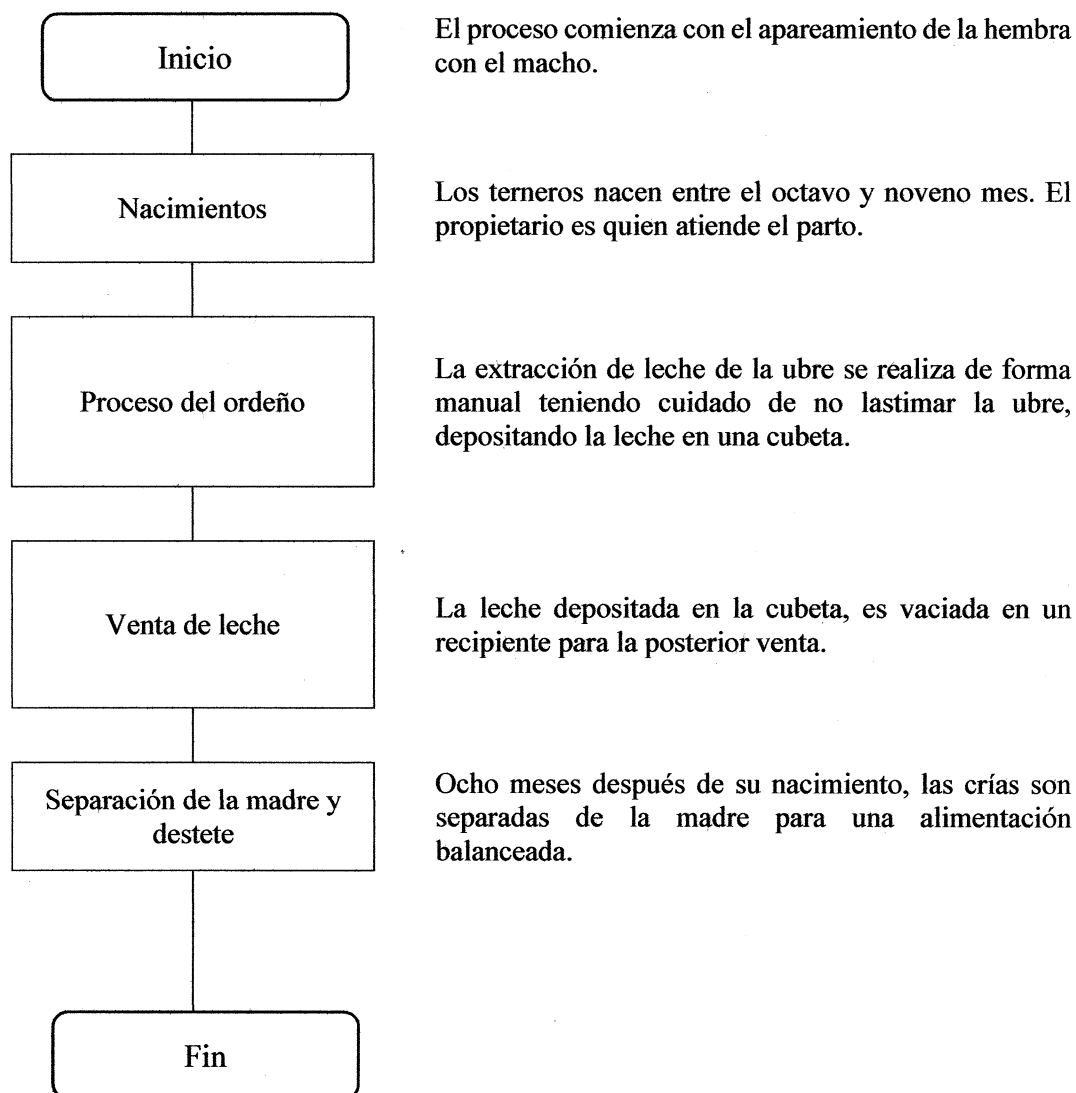 Inicio
El proceso comienza con el apareamiento de la hembra
con el macho.
Nacimientos
Los terneros nacen entre el octavo y noveno mes. El
propietario es quien atiende el parto.
Proceso del ordeño
La extracción de leche de la ubre se realiza de forma
manual teniendo cuidado de no lastimar la ubre,
depositando la leche en una cubeta.
Venta de leche
La leche depositada en la cubeta, es vaciada en un
recipiente para la posterior venta.
Separación de la madre y
destete
Ocho meses después de su nacimiento, las crías son
separadas de la madre para una alimentación
balanceada.
Fin